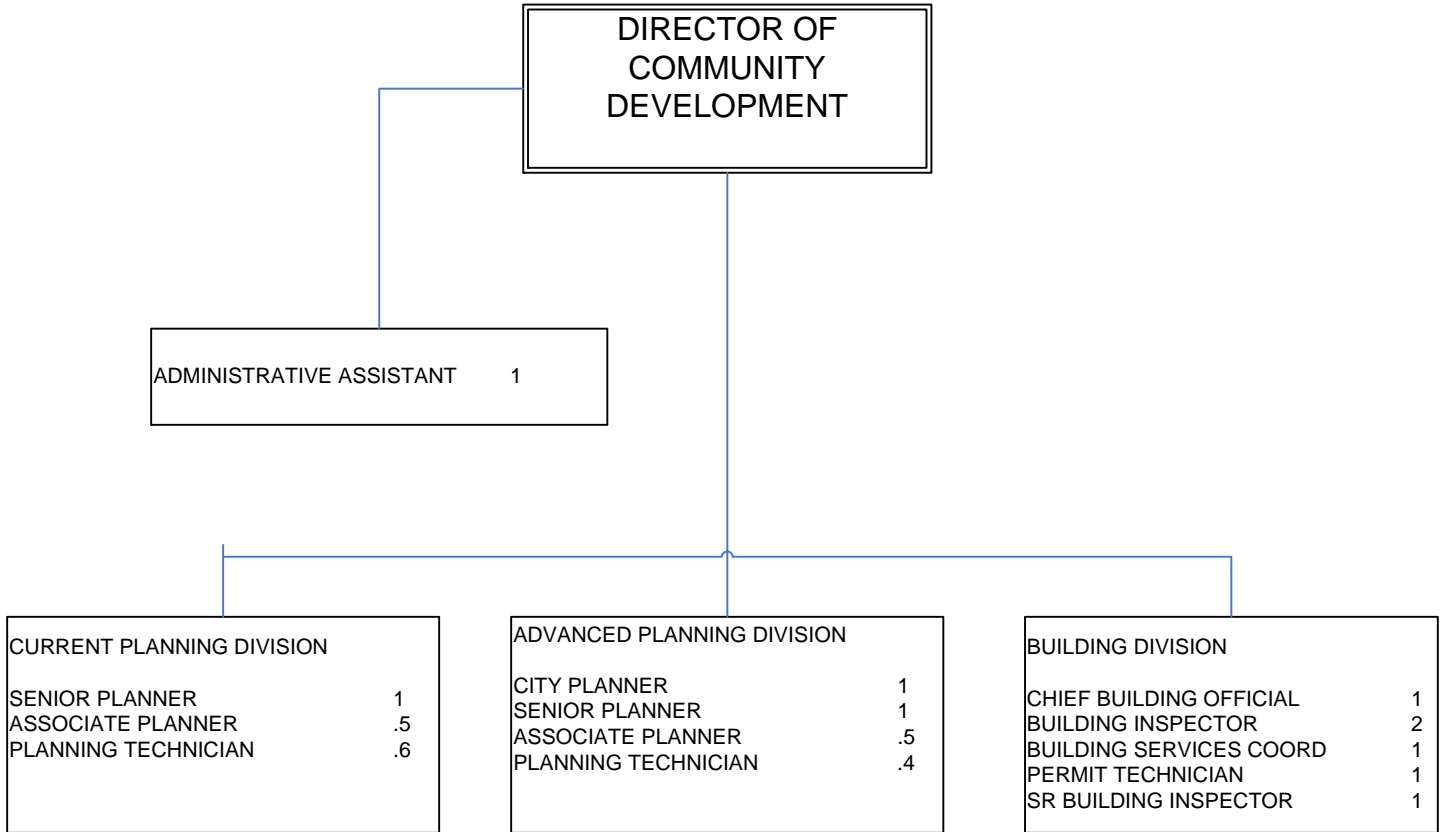 DIRECTOR OF
COMMUNITY
DEVELOPMENT
ADMINISTRATIVE ASSISTANT 1
CURRENT PLANNING DIVISION
SENIOR PLANNER 1
ASSOCIATE PLANNER .5
PLANNING TECHNICIAN .6
ADVANCED PLANNING DIVISION
CITY PLANNER 1
SENIOR PLANNER 1
ASSOCIATE PLANNER .5
PLANNING TECHNICIAN .4
BUILDING DIVISION
CHIEF BUILDING OFFICIAL 1
BUILDING INSPECTOR 2
BUILDING SERVICES COORD 1
PERMIT TECHNICIAN 1
SR BUILDING INSPECTOR 1